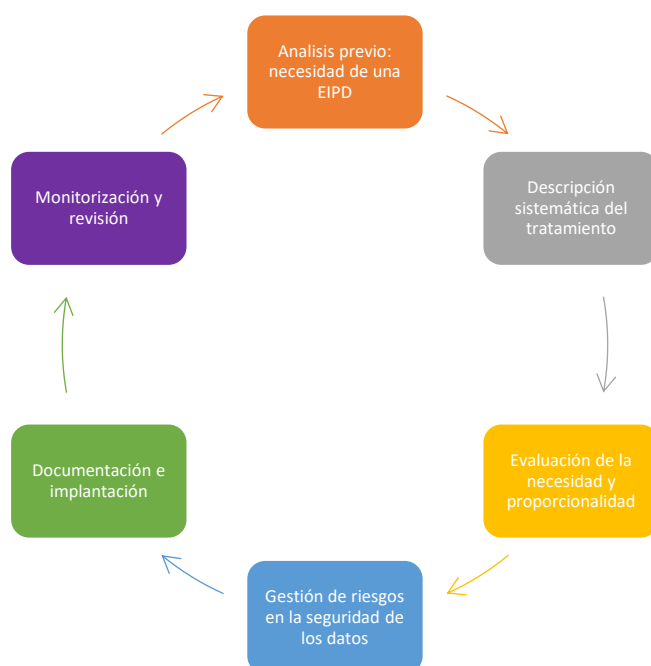 Analisis previo:
necesidad de una
EIPD
Descripción
sistemática del
tratamiento
Evaluación de la
necesidad y
proporcionalidad
Gestión de riesgos
en la seguridad de
los datos
Documentación e
implantación
Monitorización y
revisión